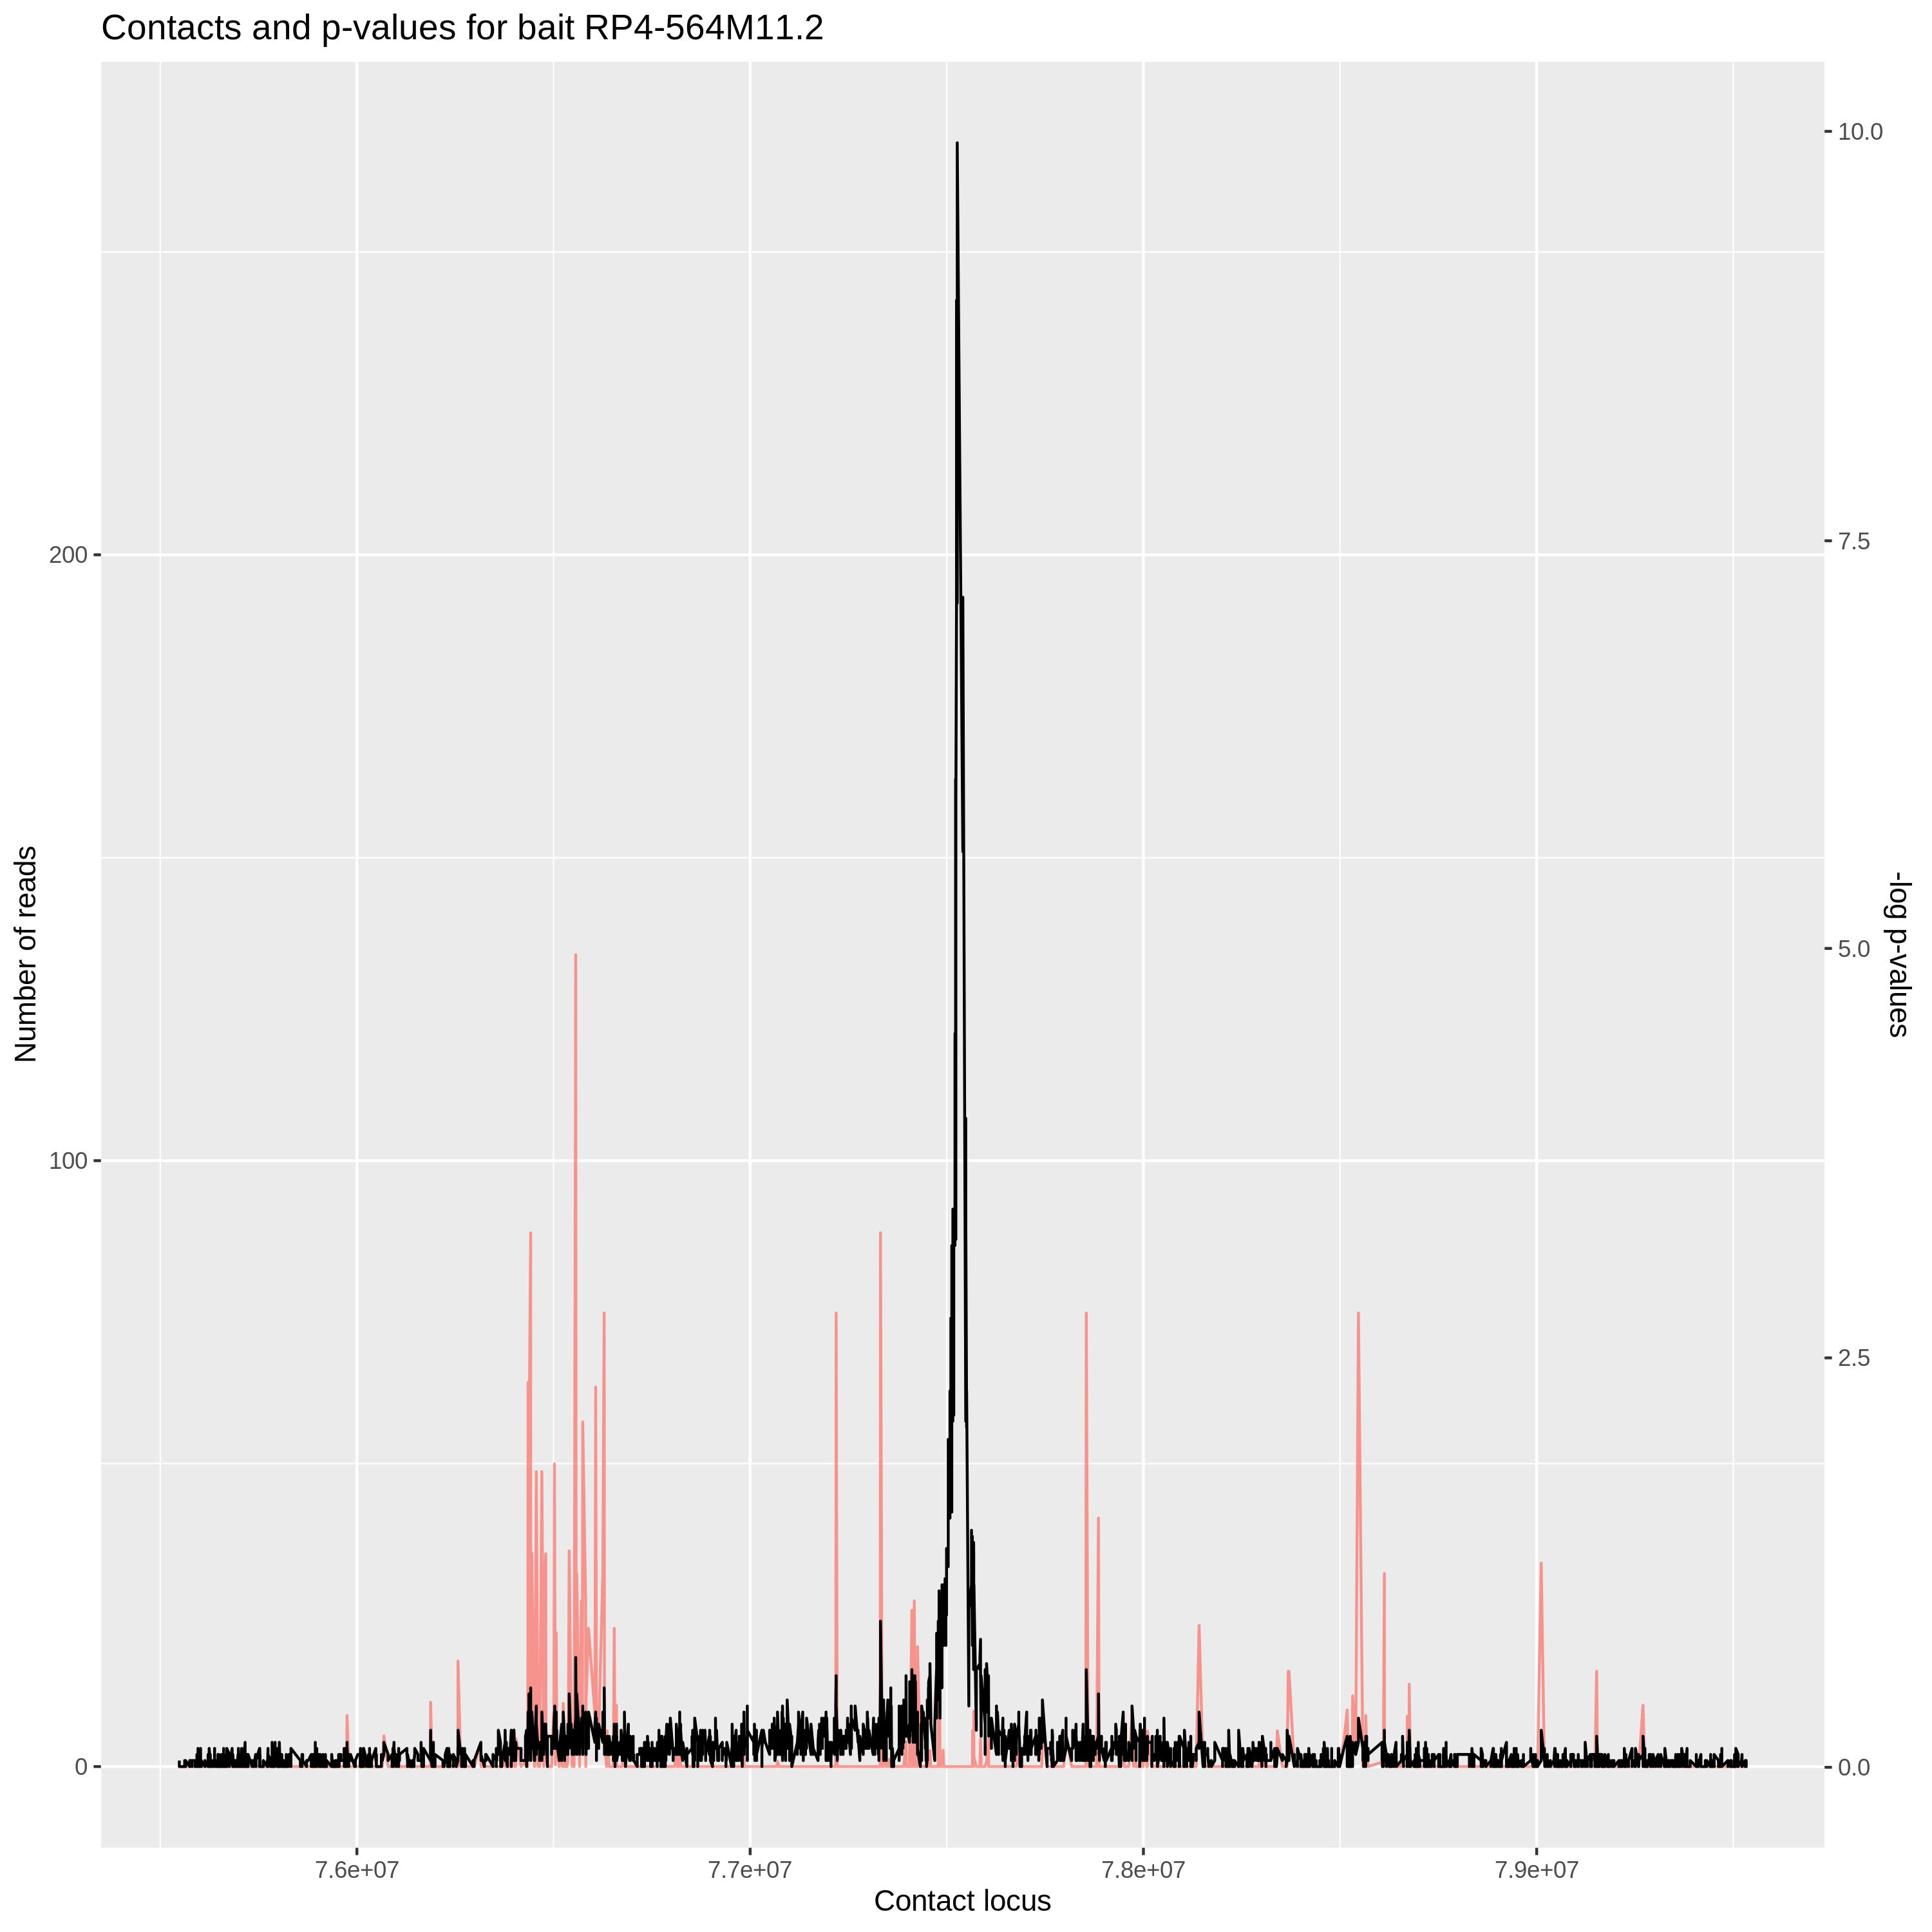 Contacts and p-values for bait RP4-564M11.2
Number of reads
200
100
0
10.0
7.5
5.0
2.5
0.0
-log p-values
7.6e+07
7.7e+07
7.8e+07
7.9e+07
Contact locus